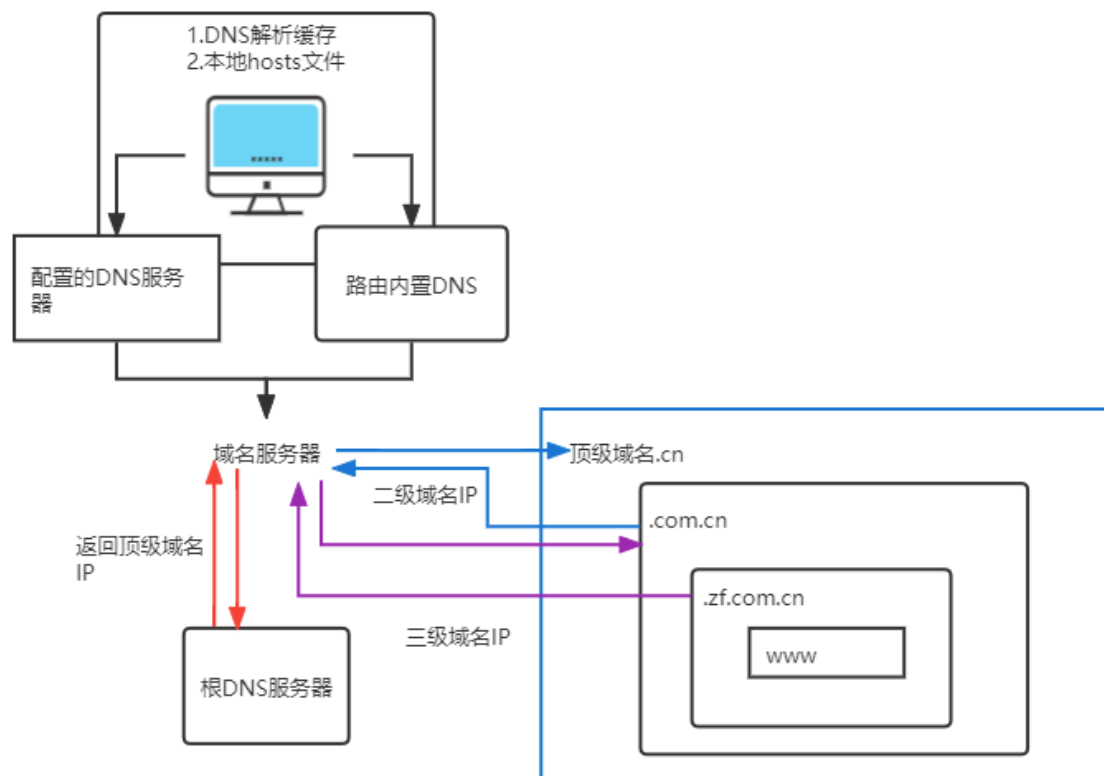 1.DNS解析缓存
2.本地hosts文件
配置的DNS服务
器
路由内置DNS
域名服务器
顶级域名.cn
二级域名IP
.com.cn
返回顶级域名
IP
.zf.com.cn
三级域名IP
www
根DNS服务器